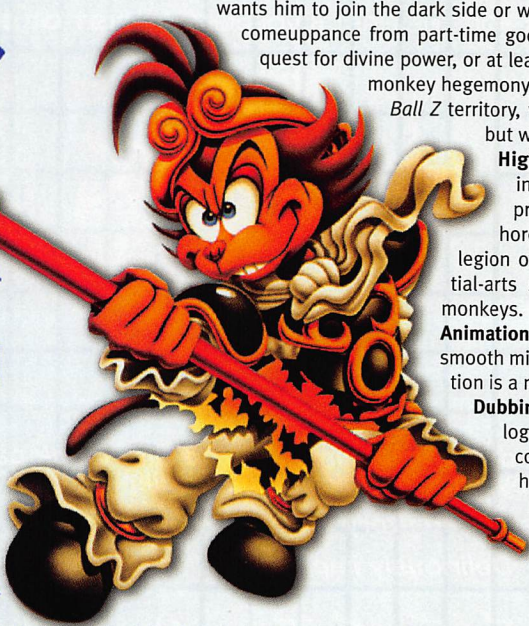 wants him to join the dark side or w
comeuppance from part-time goo
quest for divine power, or at lea
monkey hegemony
Ball Z territory,
but w
Hig
in
pr
hor
legion o
tial-arts
monkeys.
Animation
smooth mi
tion is a r
Dubbin
log
co
h